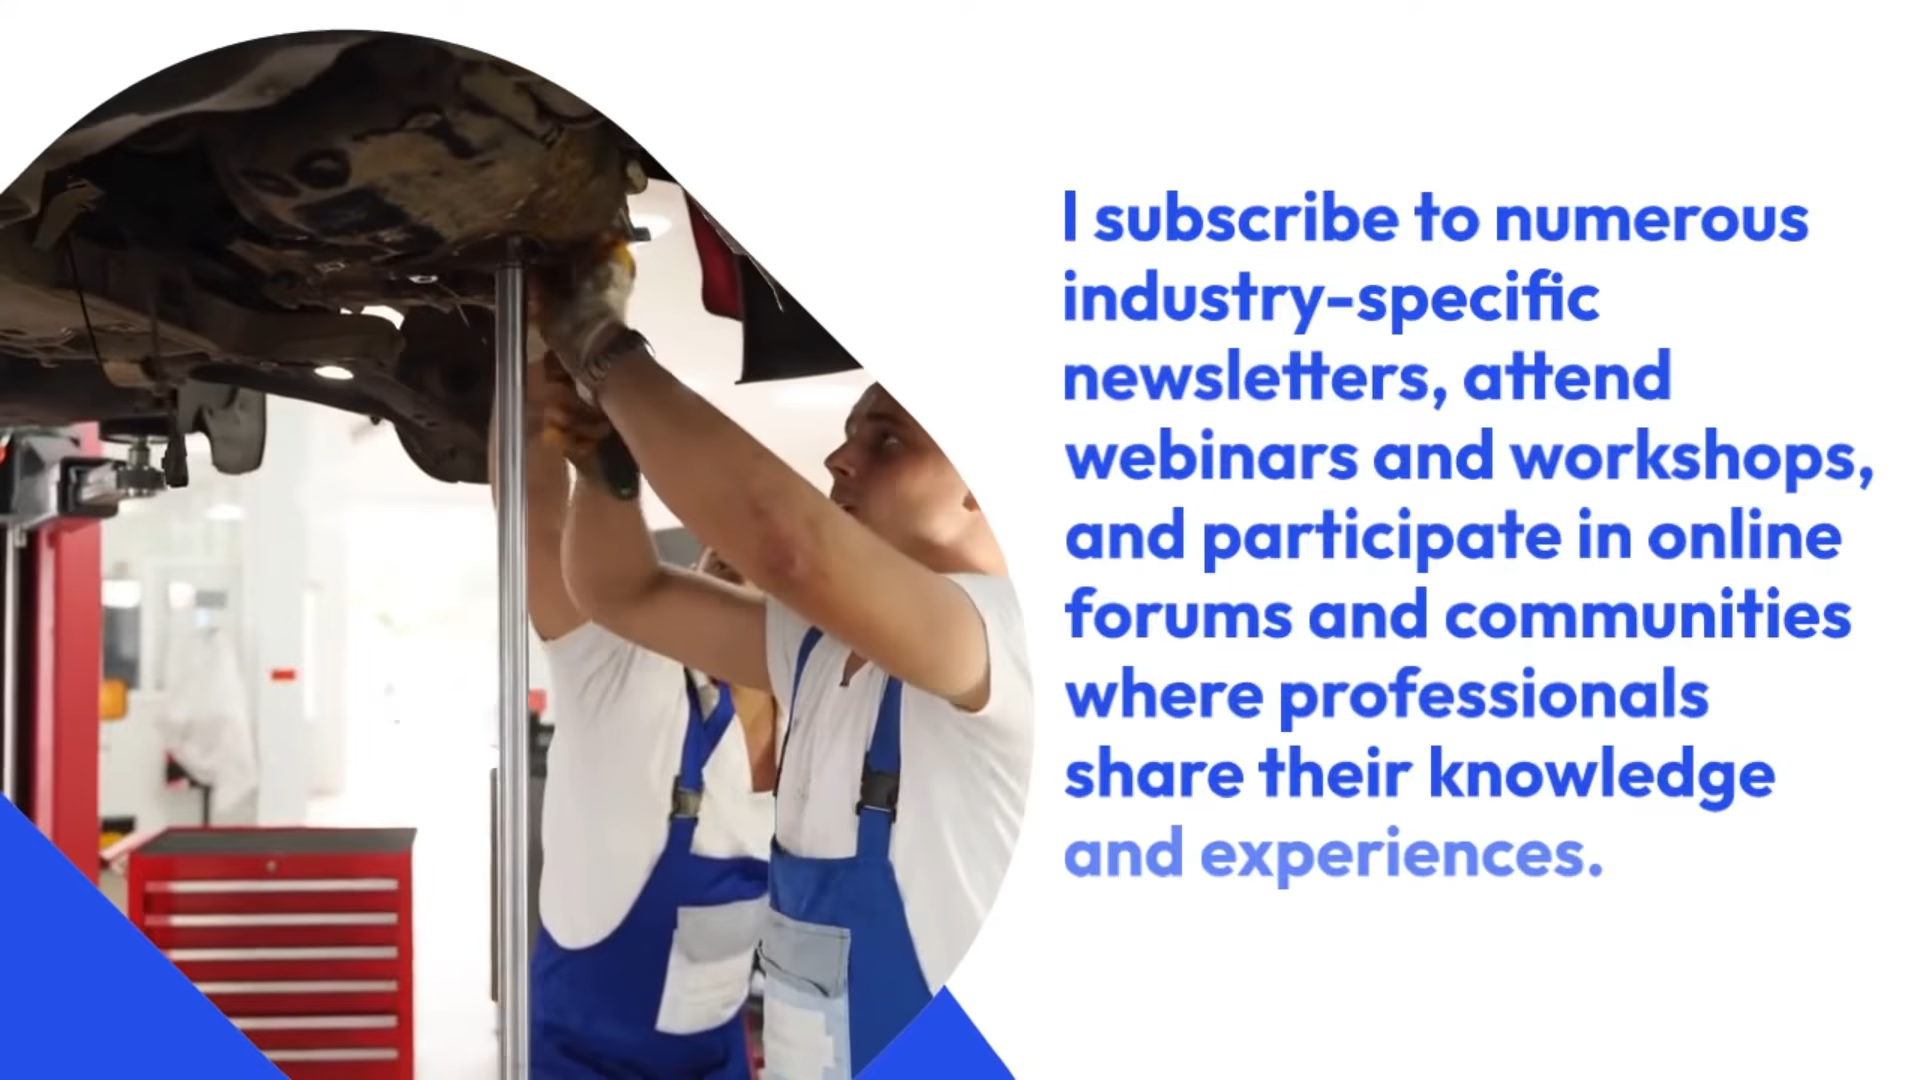 I subscribe to numerous
industry-specific
newsletters, attend
webinars and workshops,
and participate in online
forums and communities
where professionals
share their knowledge
and experiences.